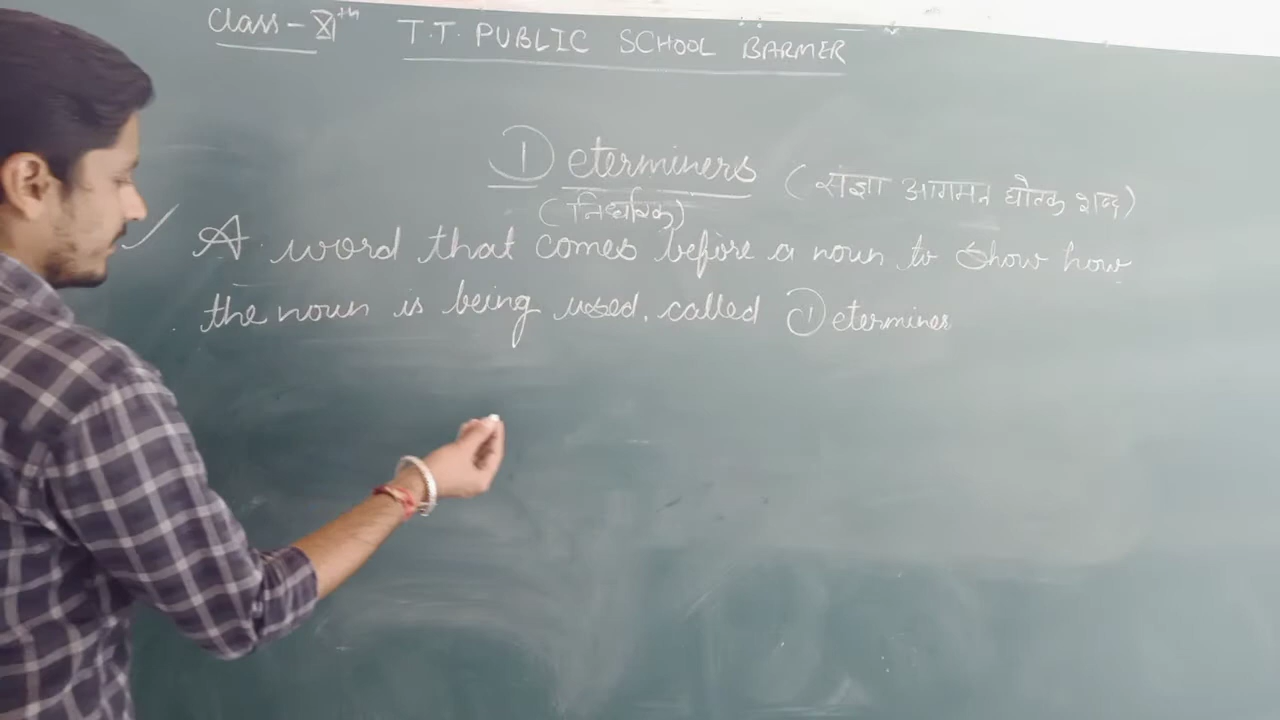 Class - XIth T.T. PUBLIC SCHOOL BARMER
Determiners (संज्ञा आगमन घौतक शब्द)
(निर्धारक)
A word that comes before a noun to show how
the noun is being used. called Determiner